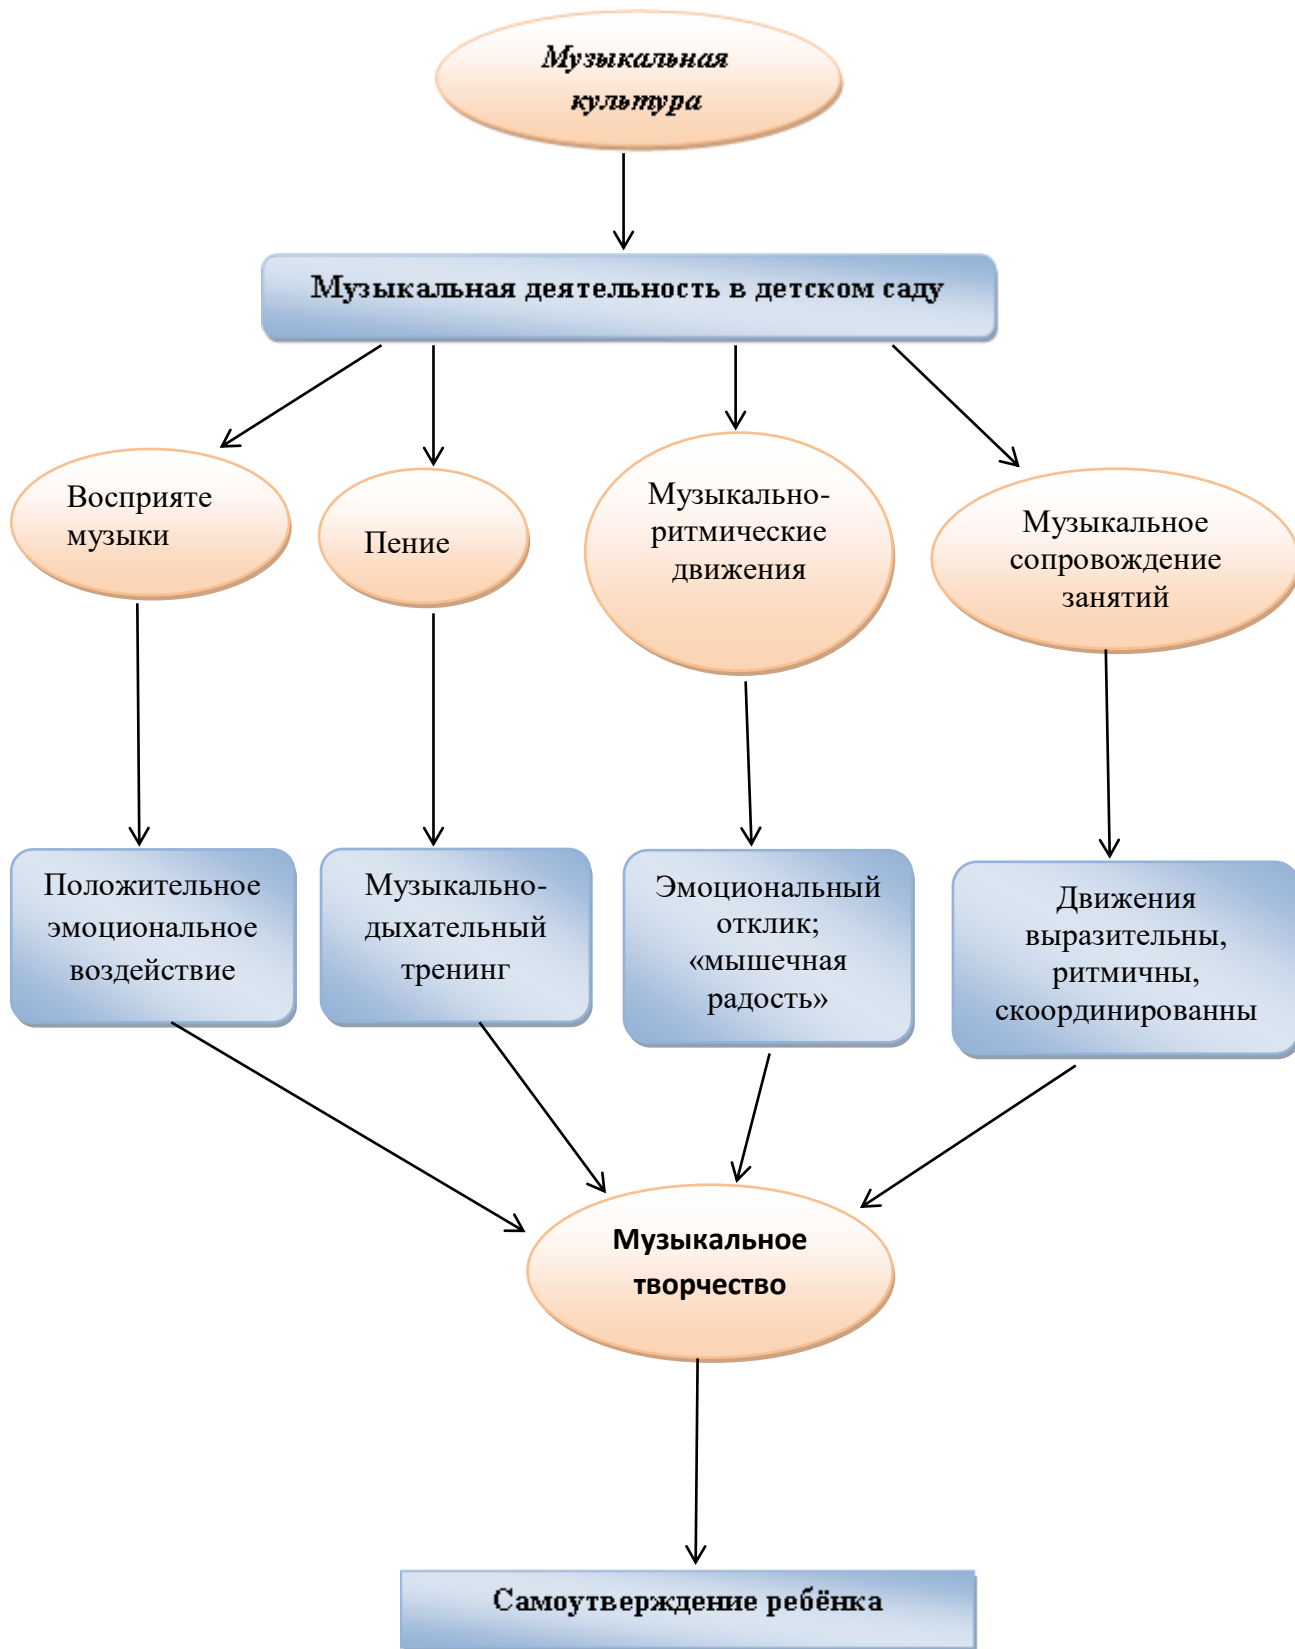 Музыкальная
культура
Музыкальная деятельность в детском саду
Восприяте
музыки
Пение
Музыкально-
ритмические
движения
Музыкальное
сопровождение
занятий
Положительное
эмоциональное
воздействие
Музыкально-
дыхательный
тренинг
Эмоциональный
отклик;
«мышечная
радость»
Движения
выразительны,
ритмичны,
скоординированны
Музыкальное
творчество
Самоутверждение ребёнка